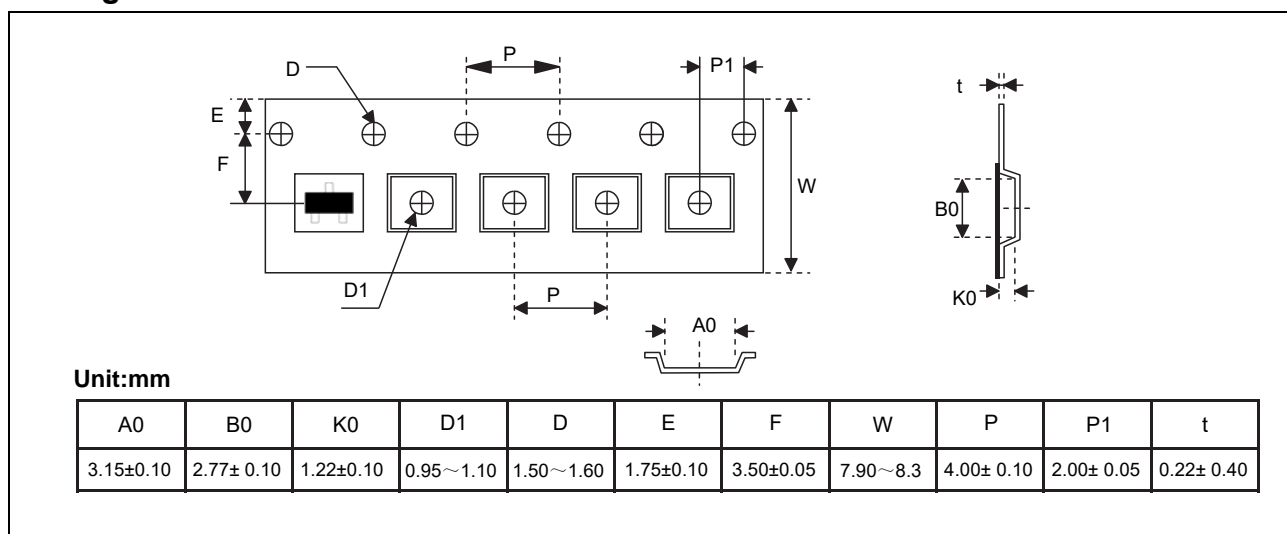 P
P1
D
t
E
F
W
B0
D1
P
K0
A0
Unit:mm
A0 B0 K0 D1 D E F W P P1 t
3.15±0.10 2.77± 0.10 1.22±0.10 0.95～1.10 1.50～1.60 1.75±0.10 3.50±0.05 7.90～8.3 4.00± 0.10 2.00± 0.05 0.22± 0.40